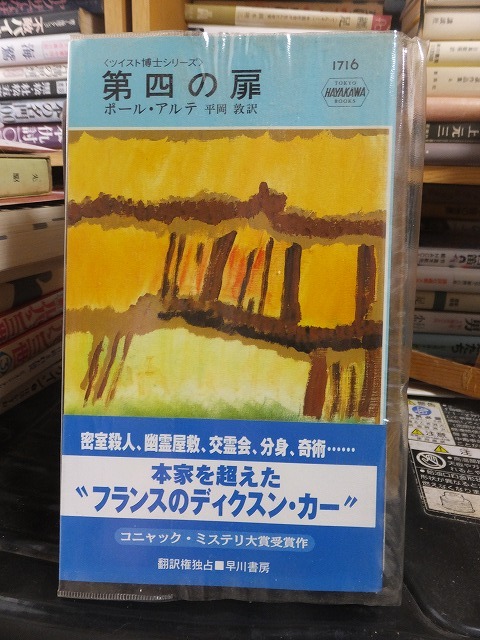 〈ツイスト博士シリーズ〉
第四の扉
ポール・アルテ 平岡 敦訳
1716
TOKYO
HAYAKAWA
BOOKS
密室殺人、幽霊屋敷、交霊会、分身、奇術……
本家を超えた
“フランスのディクスン・カー”
コニャック・ミステリ大賞受賞作
翻訳権独占■早川書房